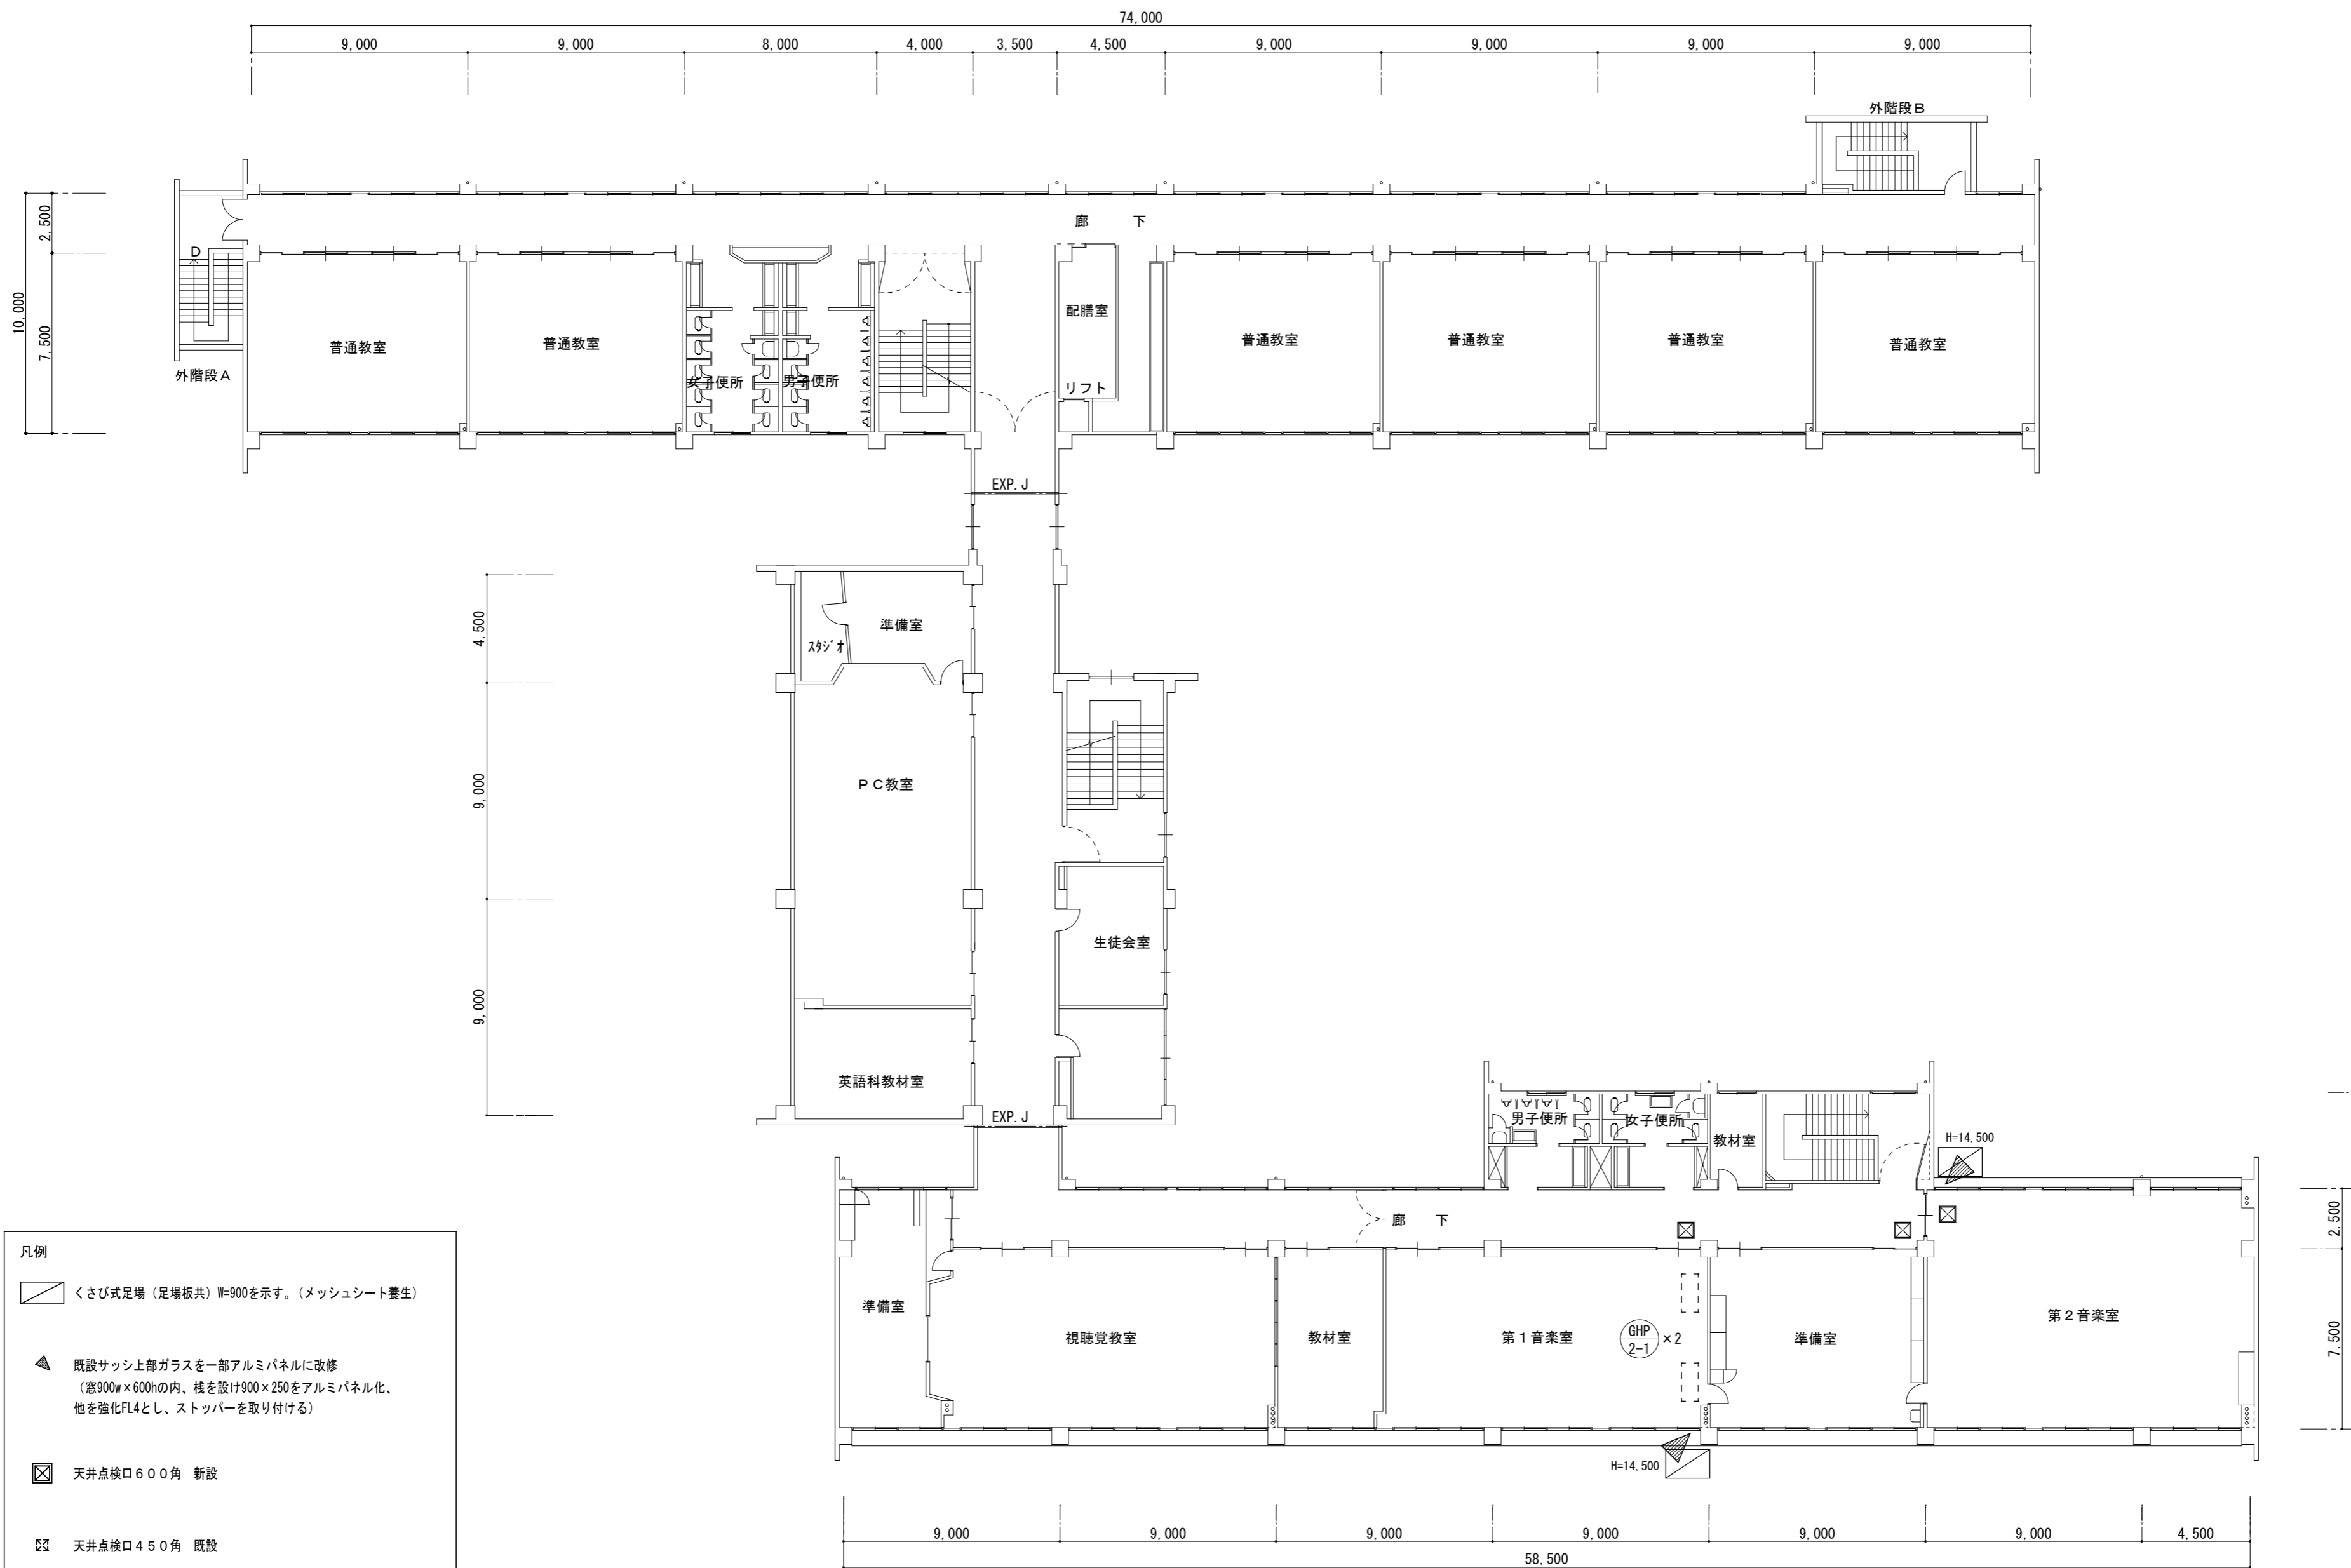 74,000
9,000 9,000 8,000 4,000 3,500 4,500 9,000 9,000 9,000 9,000
外階段B
廊 下
2,500
10,000
7,500
D
外階段A
普通教室
普通教室
女子便所
男子便所
配膳室
リフト
普通教室
普通教室
普通教室
普通教室
EXP.J
4,500
9,000
9,000
スタジオ
準備室
PC教室
生徒会室
英語科教材室
EXP.J
男子便所
女子便所
教材室
H=14,500
廊 下
2,500
7,500
準備室
視聴覚教室
教材室
第1音楽室
GHP
2-1
×2
準備室
第2音楽室
H=14,500
9,000 9,000 9,000 9,000 9,000 9,000 4,500
58,500
凡例
くさび式足場(足場板共)W=900を示す。(メッシュシート養生)
既設サッシ上部ガラスを一部アルミパネルに改修
(窓900w×600hの内、桟を設け900×250をアルミパネル化、
他を強化FL4とし、ストッパーを取り付ける)
天井点検口600角 新設
天井点検口450角 既設